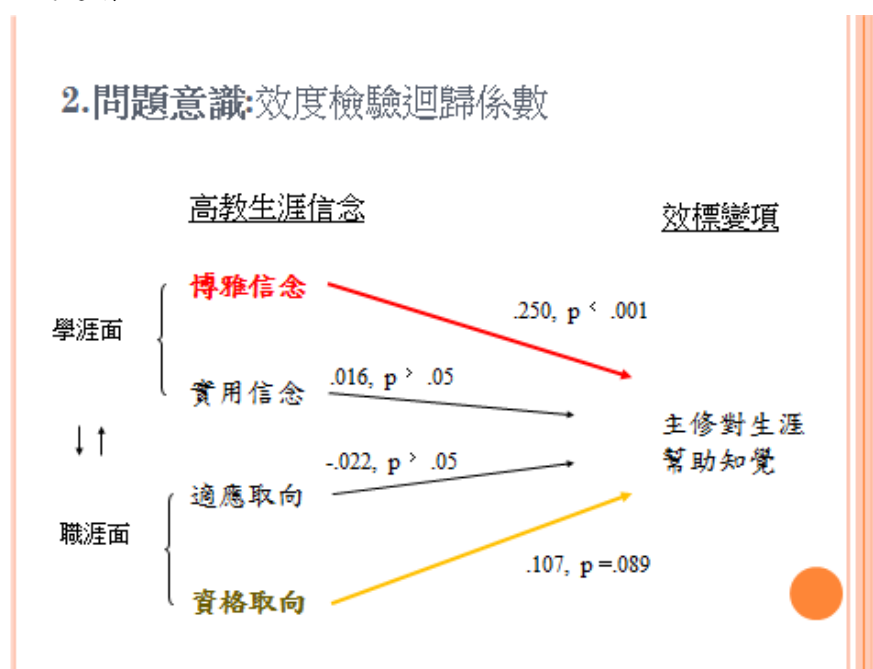 2.問題意識:效度檢驗迴歸係數
高教生涯信念
效標變項
博雅信念
.250, p < .001
學涯面
實用信念
.016, p > .05
主修對生涯
幫助知覺
-.022, p > .05
適應取向
職涯面
.107, p =.089
資格取向